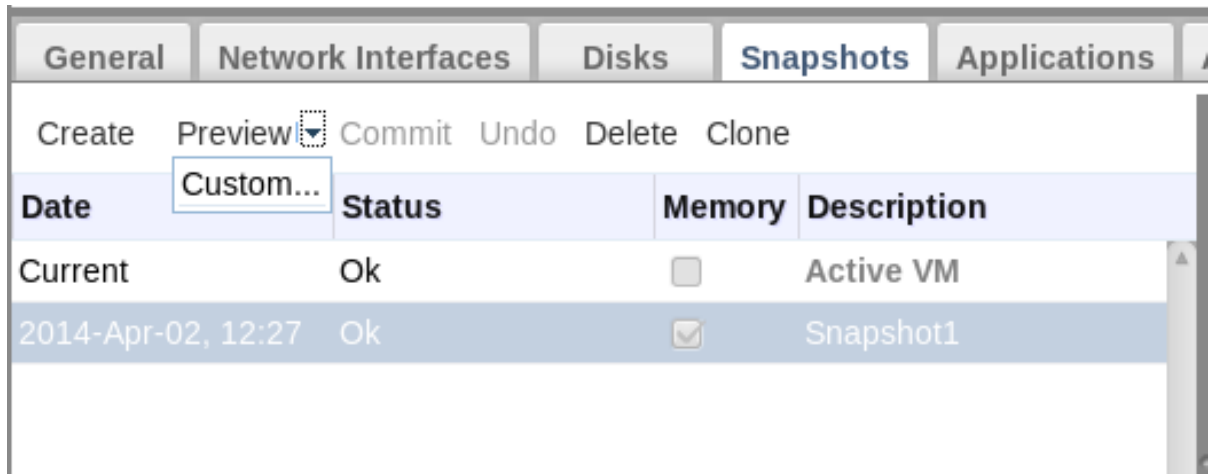 General Network Interfaces Disks Snapshots Applications
Create Preview Commit Undo Delete Clone
Custom...
Date Status Memory Description
Current Ok Active VM
2014-Apr-02, 12:27 Ok Snapshot1